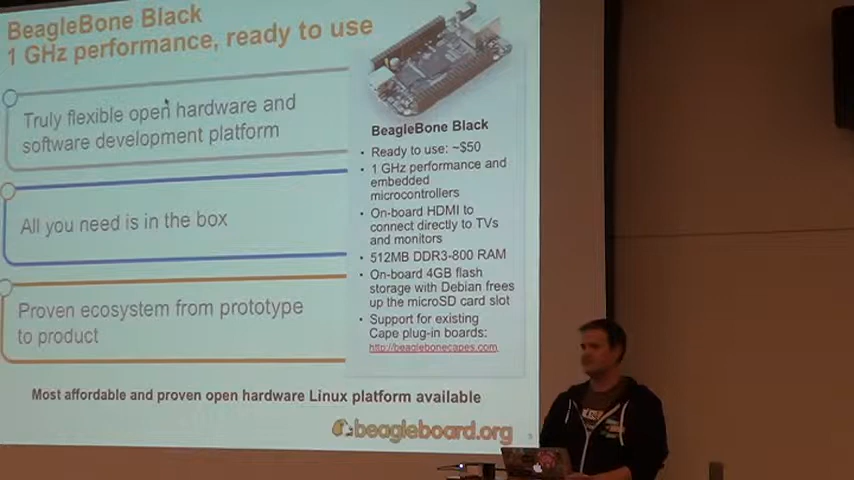 BeagleBone Black
1 GHz performance, ready to use
Truly flexible open hardware and
software development platform
All you need is in the box
Proven ecosystem from prototype
to product
BeagleBone Black
• Ready to use: ~$50
• 1 GHz performance and
embedded
microcontrollers
• On-board HDMI to
connect directly to TVs
and monitors
• 512MB DDR3-800 RAM
• On-board 4GB flash
storage with Debian frees
up the microSD card slot
• Support for existing
Cape plug-in boards:
http://beaglebonecapes.com
Most affordable and proven open hardware Linux platform available
beagleboard.org